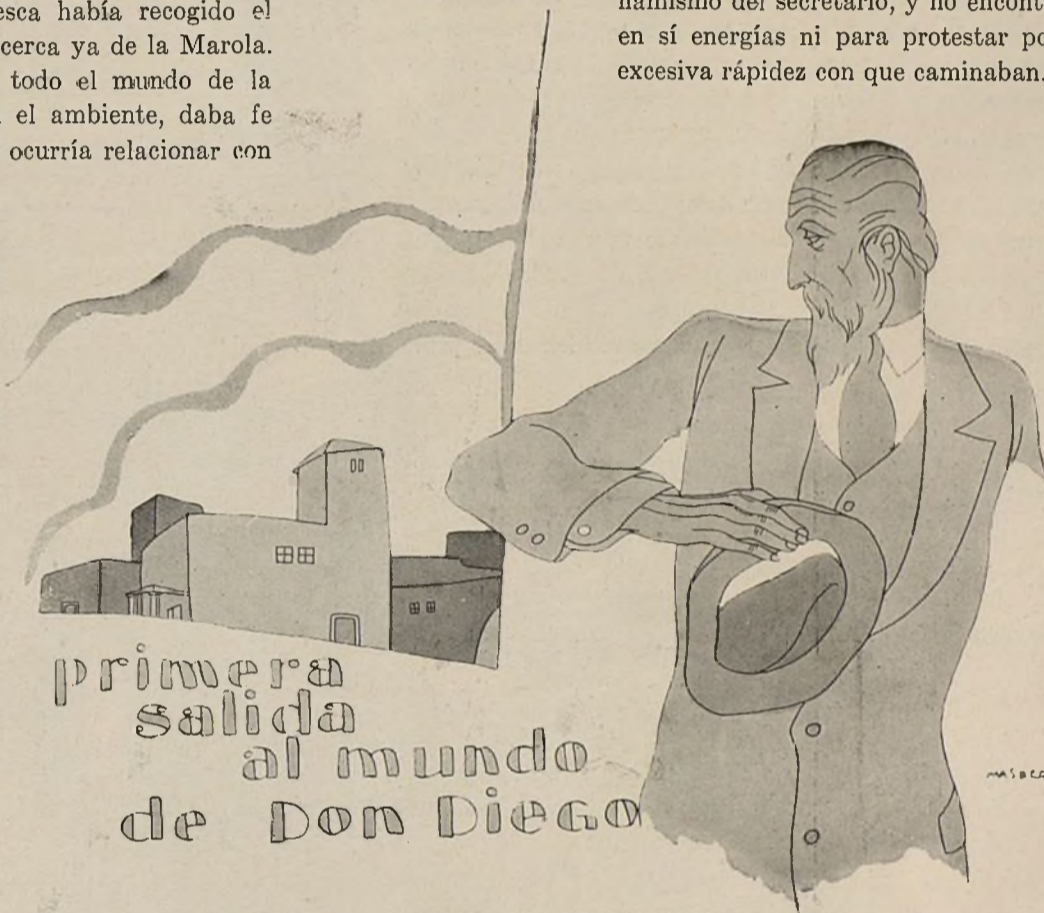 esca había recogido el
cerca ya de la Marola.
todo el mundo de la
el ambiente, daba fe
ocurría relacionar con
namismo del secretario, y no encont
en sí energías ni para protestar po
excesiva rápidez con que caminaban.
primera
salida
al mundo
de Don Diego